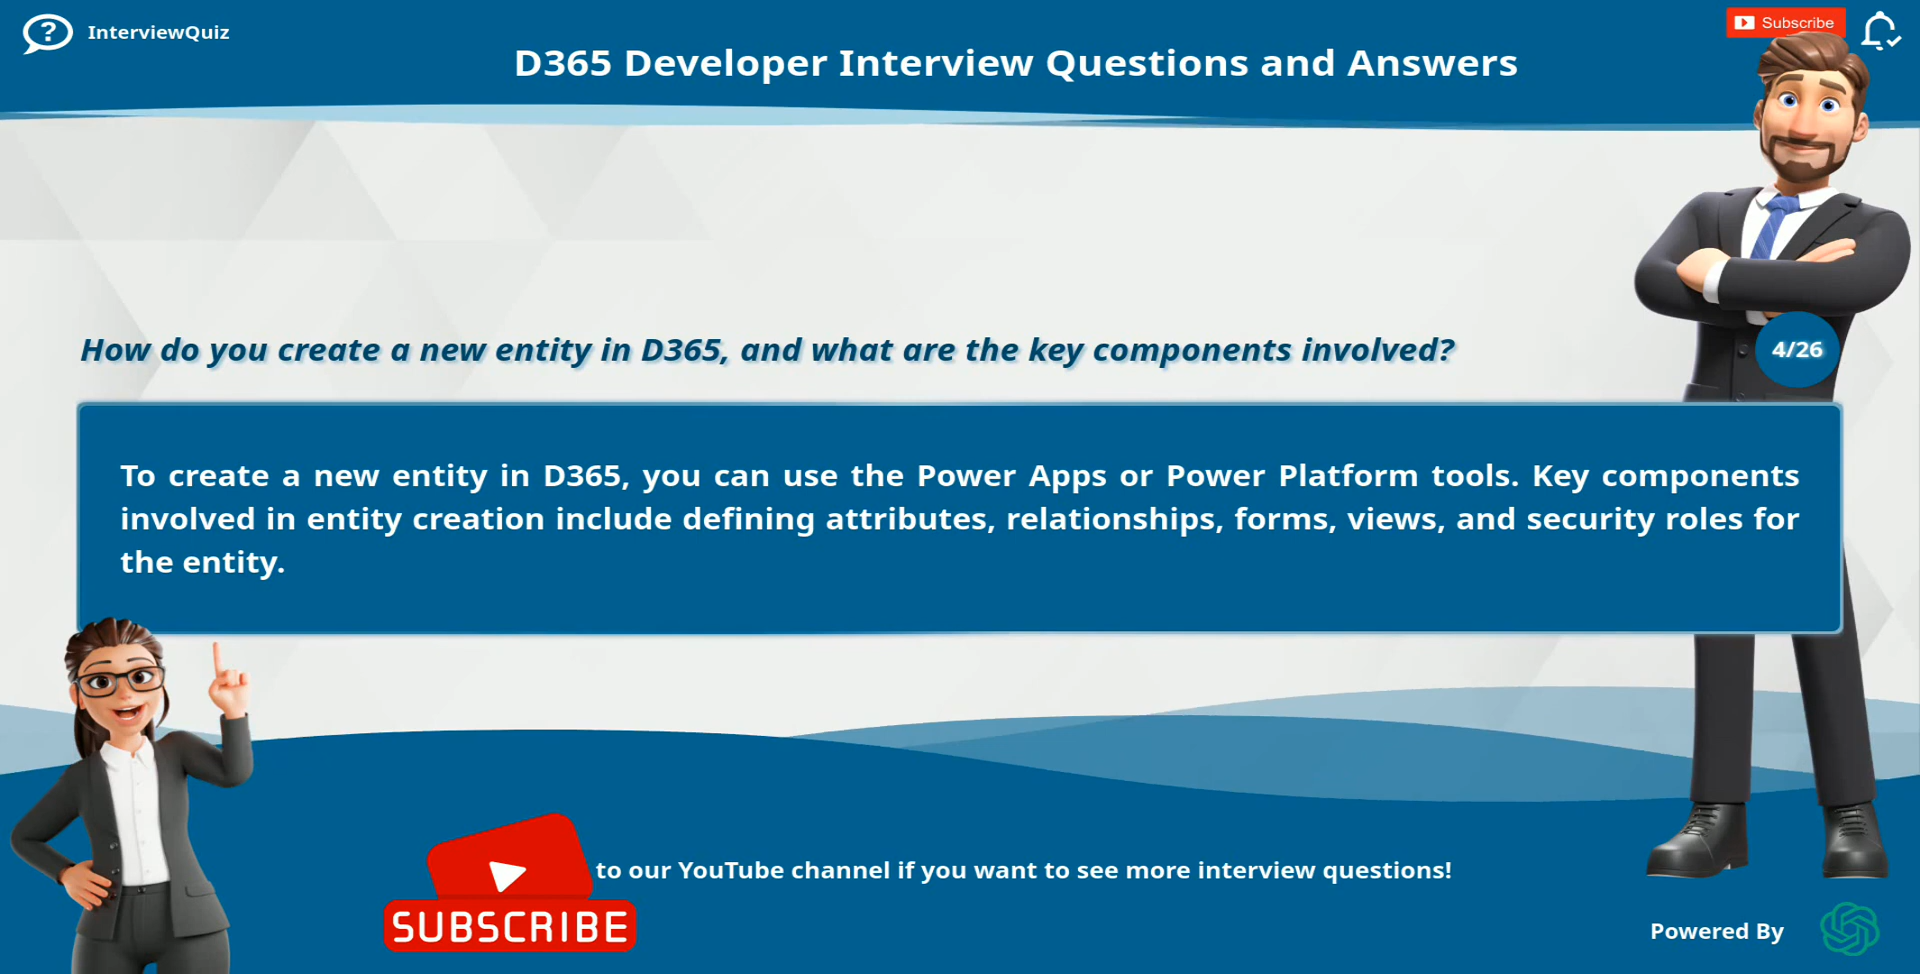 ?
InterviewQuiz
Subscribe
D365 Developer Interview Questions and Answers
How do you create a new entity in D365, and what are the key components involved?
4/26
To create a new entity in D365, you can use the Power Apps or Power Platform tools. Key components
involved in entity creation include defining attributes, relationships, forms, views, and security roles for
the entity.
to our YouTube channel if you want to see more interview questions!
SUBSCRIBE
Powered By